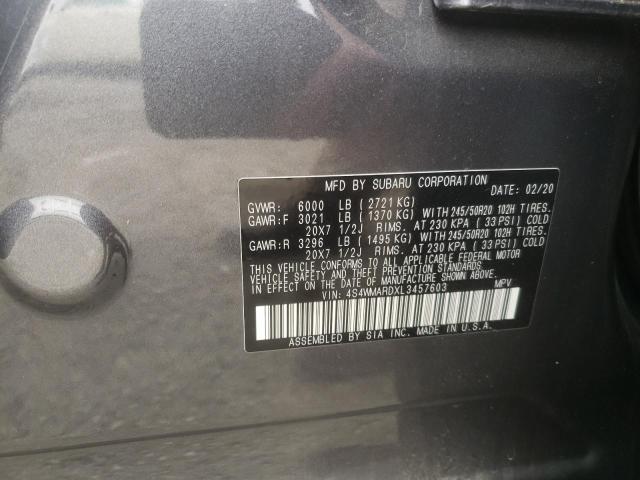 MFD BY SUBARU CORPORATION
DATE: 02/20
GVWR: 6000 LB ( 2721 KG)
GAWR:F 3021 LB ( 1370 KG) WITH 245/50R20 102H TIRES.
20X7 1/2J RIMS. AT 230 KPA ( 33 PSI) COLD
GAWR:R 3296 LB ( 1495 KG) WITH 245/50R20 102H TIRES.
20X7 1/2J RIMS. AT 230 KPA ( 33 PSI) COLD
THIS VEHICLE CONFORMS TO ALL APPLICABLE FEDERAL MOTOR
VEHICLE SAFETY AND THEFT PREVENTION STANDARDS
IN EFFECT ON THE DATE OF MANUFACTURE SHOWN ABOVE.
VIN: 4S4WMARDXL3457603 MPV
ASSEMBLED BY SIA INC. MADE IN U.S.A.